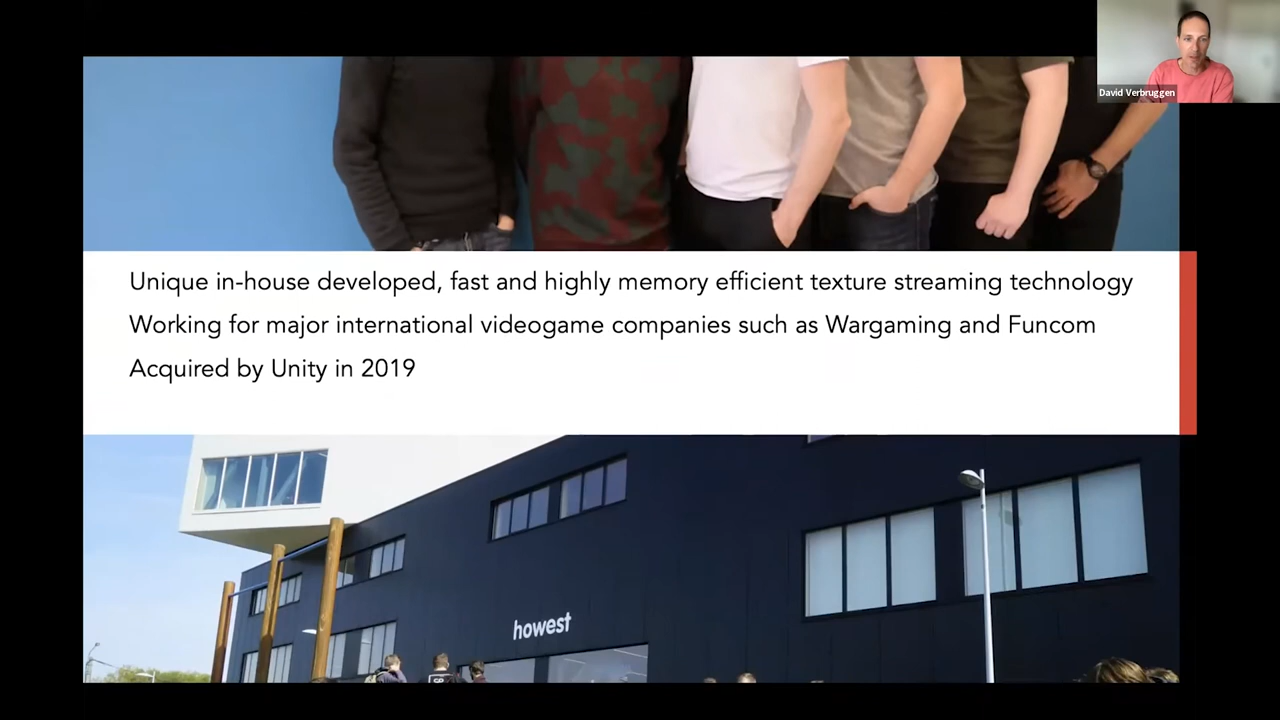 David Verbruggen
Unique in-house developed, fast and highly memory efficient texture streaming technology
Working for major international videogame companies such as Wargaming and Funcom
Acquired by Unity in 2019
howest